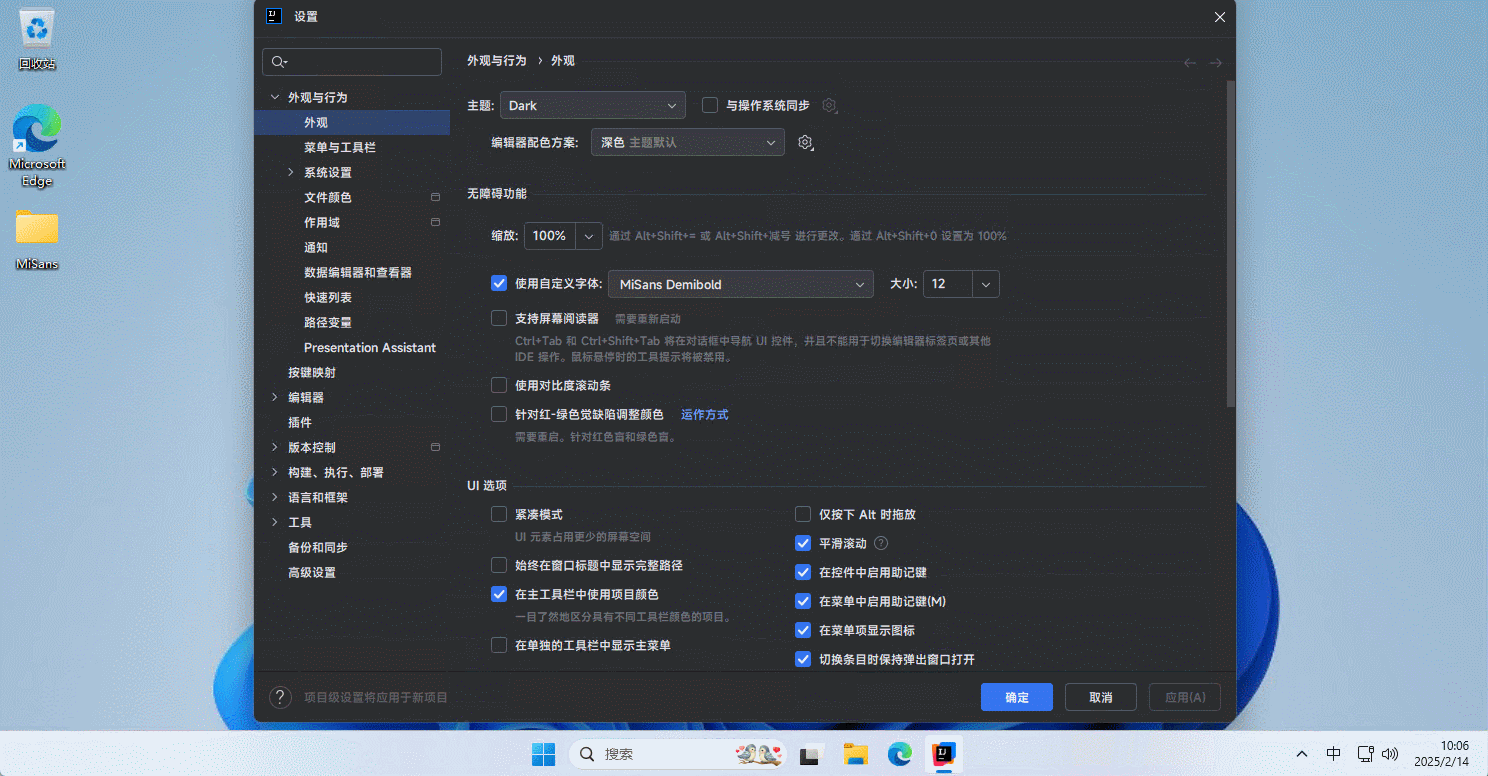 回收站
Microsoft
Edge
MiSans
设置
外观与行为
外观
菜单与工具栏
系统设置
文件颜色
作用域
通知
数据编辑器和查看器
快速列表
路径变量
Presentation Assistant
按键映射
编辑器
插件
版本控制
构建、执行、部署
语言和框架
工具
备份和同步
高级设置
外观与行为 › 外观
主题: Dark 与操作系统同步
编辑器配色方案: 深色 主题默认
无障碍功能
缩放: 100% 通过 Alt+Shift+= 或 Alt+Shift+减号 进行更改。通过 Alt+Shift+0 设置为 100%
使用自定义字体: MiSans Demibold 大小: 12
支持屏幕阅读器 需要重新启动
Ctrl+Tab 和 Ctrl+Shift+Tab 将在对话框中导航 UI 控件，并且不能用于切换编辑器标签页或其他
IDE 操作。鼠标悬停时的工具提示将被禁用。
使用对比度滚动条
针对红-绿色觉缺陷调整颜色 运作方式
需要重启。针对红色盲和绿色盲。
UI 选项
紧凑模式
UI 元素占用更少的屏幕空间
始终在窗口标题中显示完整路径
在主工具栏中使用项目颜色
一目了然地区分具有不同工具栏颜色的项目。
在单独的工具栏中显示主菜单
仅按下 Alt 时拖放
平滑滚动
在控件中启用助记键
在菜单中启用助记键(M)
在菜单项显示图标
切换条目时保持弹出窗口打开
项目级设置将应用于新项目
确定 取消 应用(A)
搜索
中
10:06
2025/2/14